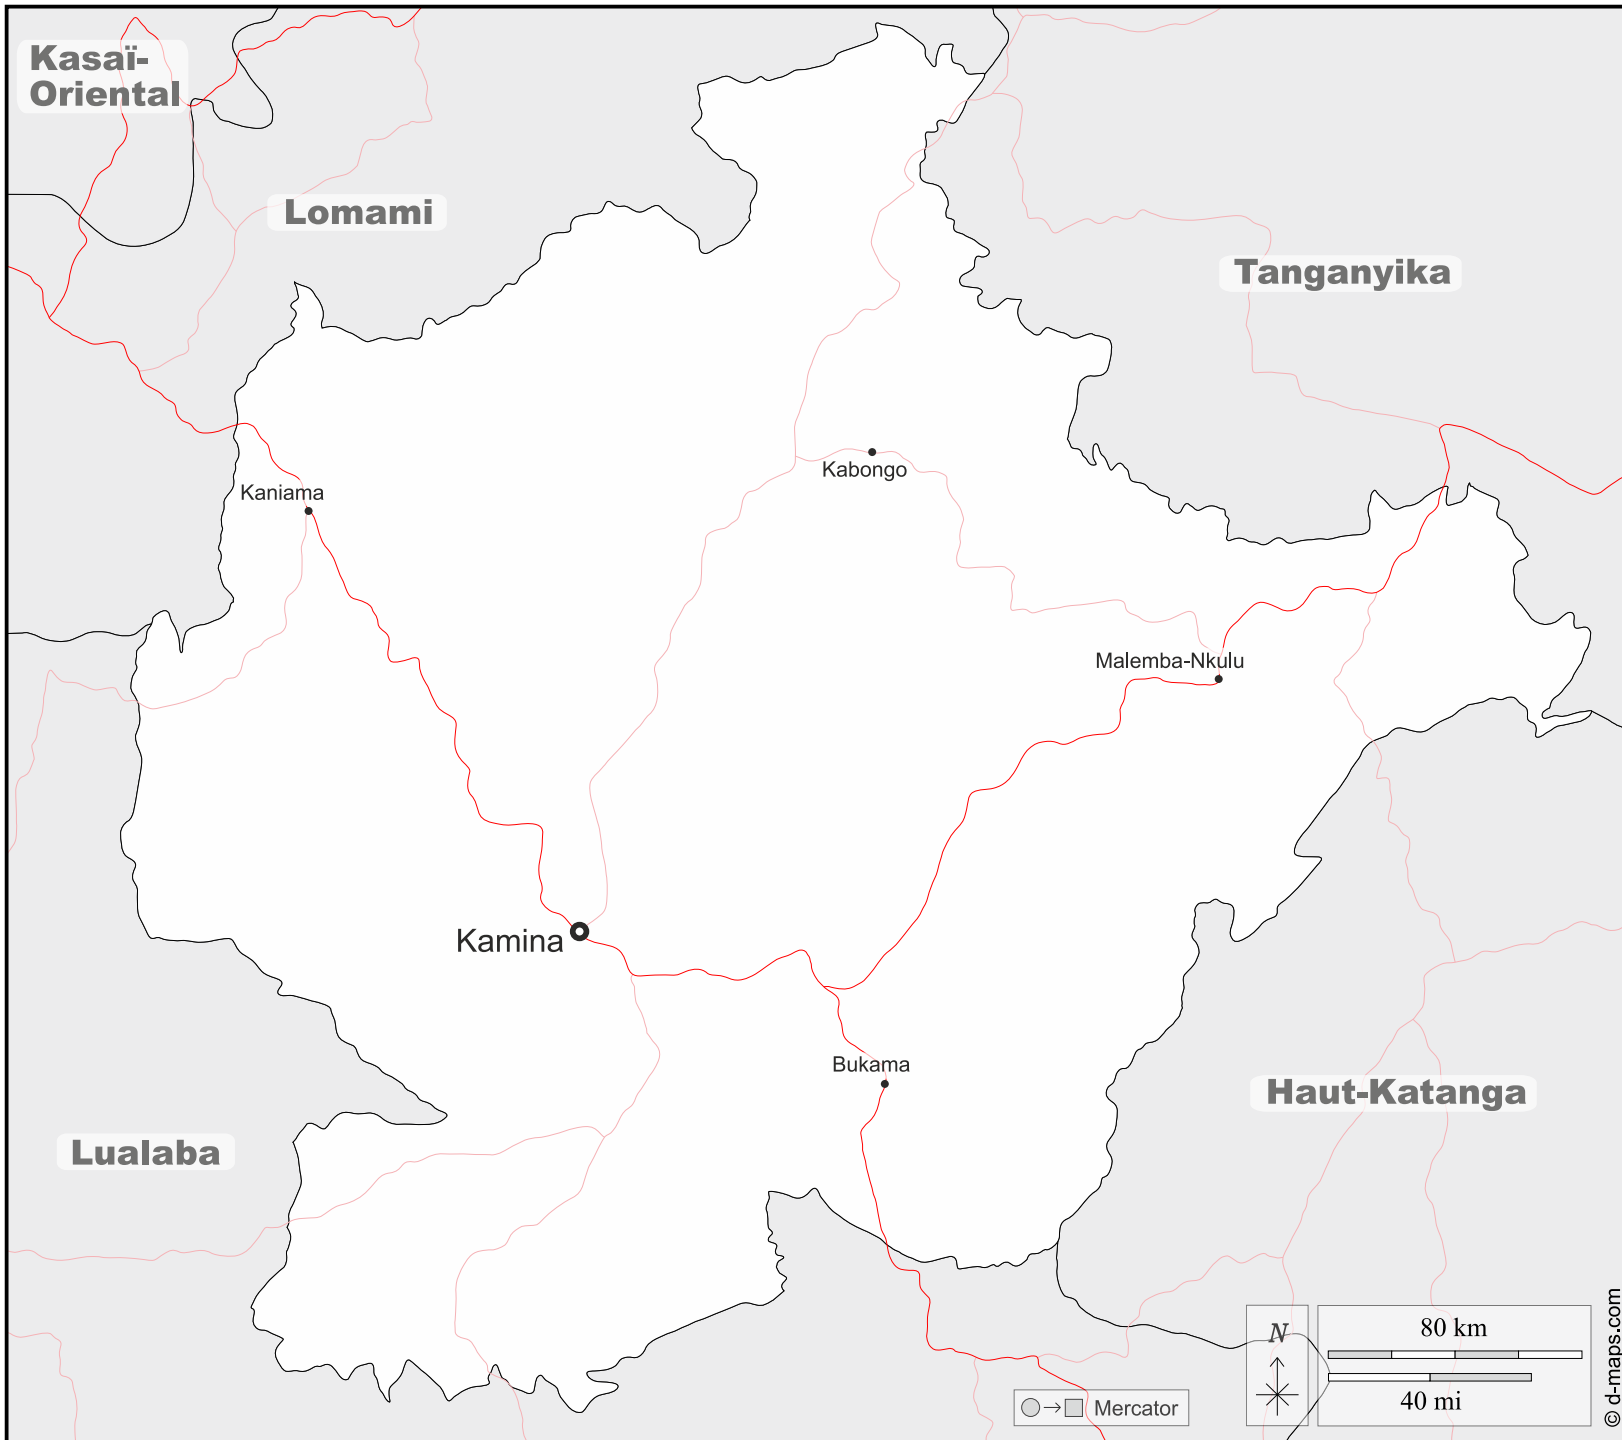 Kasaï-
Oriental
Lomami
Tanganyika
Kabongo
Kaniama
Malemba-Nkulu
Kamina
Bukama
Haut-Katanga
Lualaba
N
80 km
40 mi
Mercator
© d-maps.com